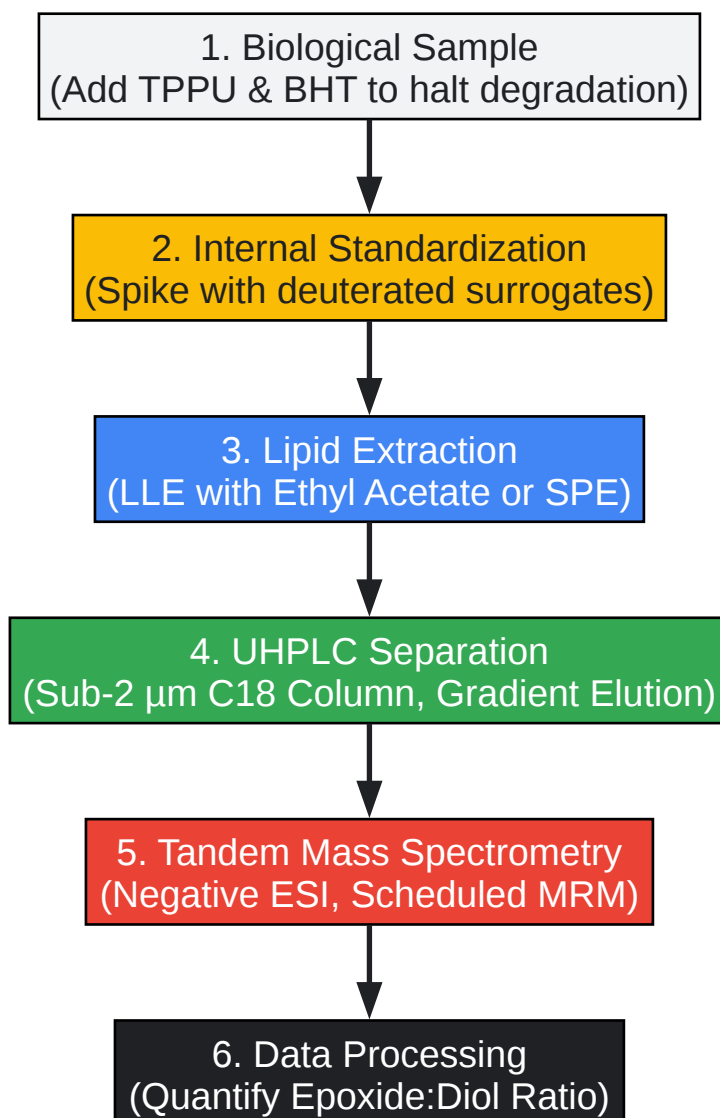 1. Biological Sample
(Add TPPU & BHT to halt degradation)
2. Internal Standardization
(Spike with deuterated surrogates)
3. Lipid Extraction
(LLE with Ethyl Acetate or SPE)
4. UHPLC Separation
(Sub-2 µm C18 Column, Gradient Elution)
5. Tandem Mass Spectrometry
(Negative ESI, Scheduled MRM)
6. Data Processing
(Quantify Epoxide:Diol Ratio)